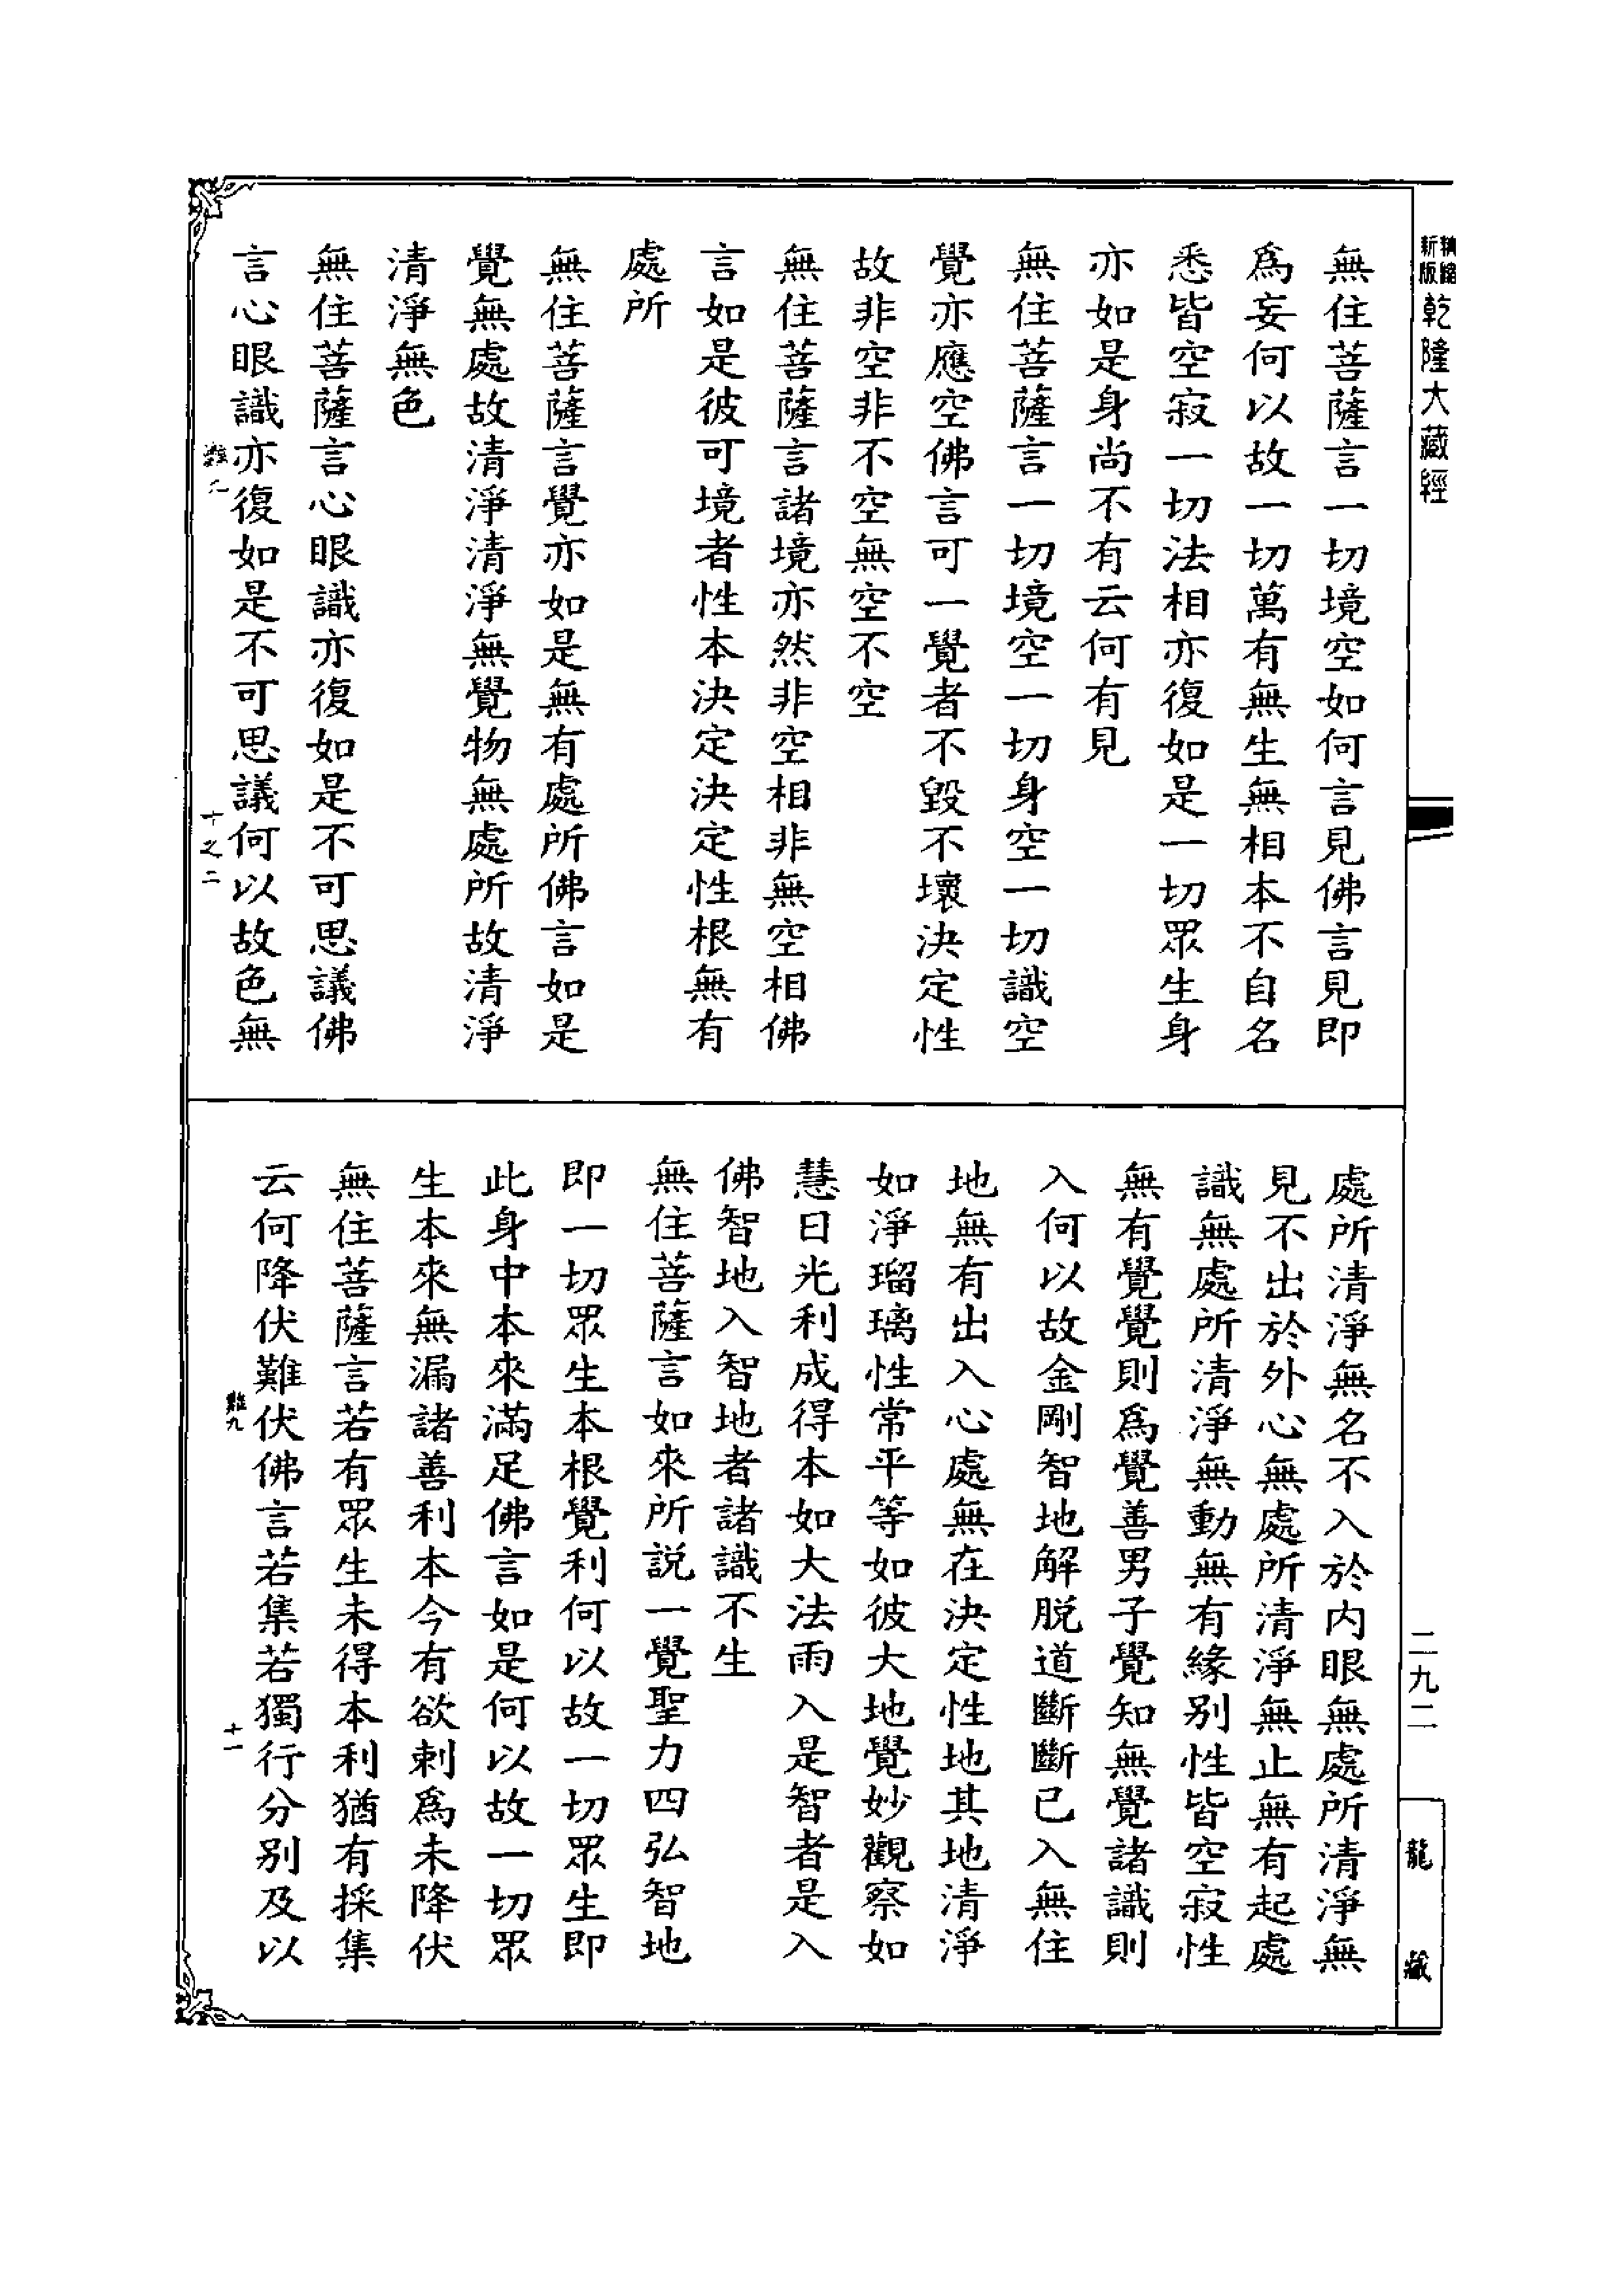 新版
乾隆大藏經
無住菩薩言一切境空如何言見佛言見即
爲妄何以故一切萬有無生無相本不自名
悉皆空寂一切法相亦復如是一切眾生身
亦如是身尚不有云何有見
無住菩薩言一切境空一切身空一切識空
覺亦應空佛言可一覺者不毀不壞決定性
故非空非不空無空不空
無住菩薩言諸境亦然非空相非無空相佛
言如是彼可境者性本決定決定性根無有
處所
無住菩薩言覺亦如是無有處所佛言如是
覺無處故清淨清淨無覺物無處所故清淨
清淨無色
無住菩薩言心眼識亦復如是不可思議佛
言心眼識亦復如是不可思議何以故色無
十之二
二九二
龍藏
處所清淨無名不入於内眼無處所清淨無
見不出於外心無處所清淨無止無有起處
識無處所清淨無動無有緣别性皆空寂性
無有覺覺則爲覺善男子覺知無覺諸識則
入何以故金剛智地解脱道斷斷已入無住
地無有出入心處無在決定性地其地清淨
如淨瑠璃性常平等如彼大地覺妙觀察如
慧日光利成得本如大法雨入是智者是入
佛智地入智地者諸識不生
無住菩薩言如來所説一覺聖力四弘智地
即一切眾生本根覺利何以故一切眾生即
此身中本來滿足佛言如是何以故一切眾
生本來無漏諸善利本今有欲刺爲未降伏
無住菩薩言若有眾生未得本利猶有採集
云何降伏難伏佛言若集若獨行分别及以
難九
十一